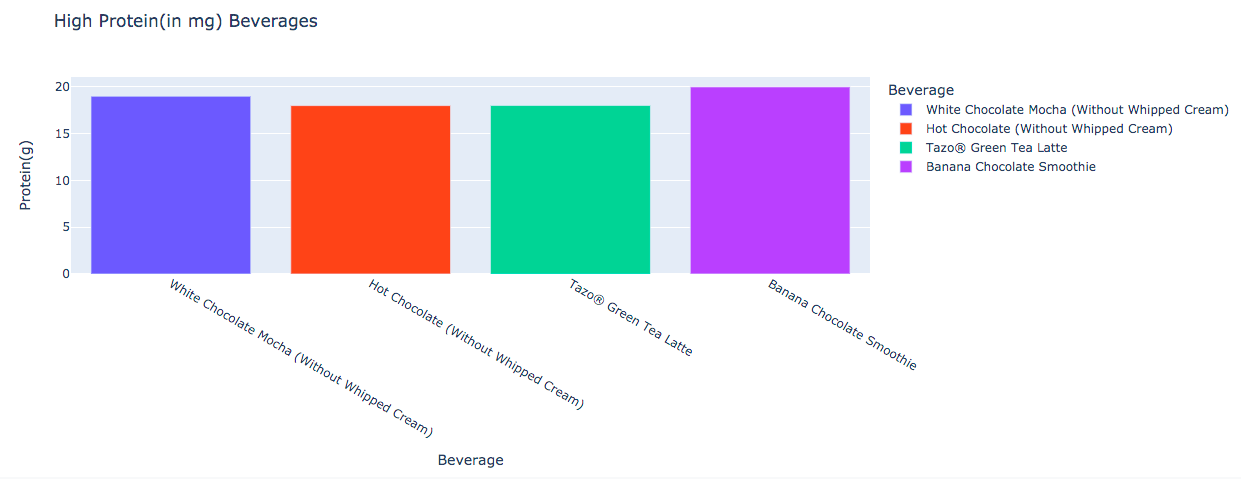 High Protein(in mg) Beverages
Protein(g)
20
15
10
5
0
White Chocolate Mocha (Without Whipped Cream)
Hot Chocolate (Without Whipped Cream)
Tazo® Green Tea Latte
Banana Chocolate Smoothie
Beverage
Beverage
White Chocolate Mocha (Without Whipped Cream)
Hot Chocolate (Without Whipped Cream)
Tazo® Green Tea Latte
Banana Chocolate Smoothie